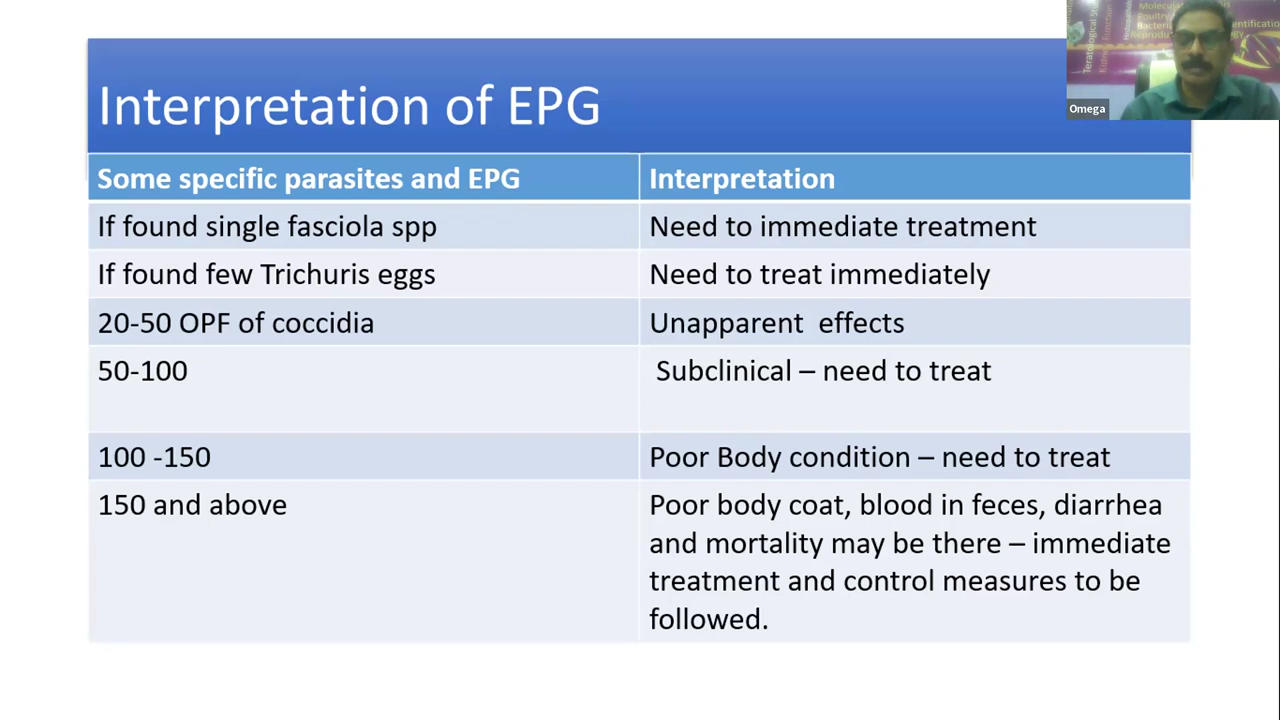 Interpretation of EPG
Omega
Some specific parasites and EPG
Interpretation
If found single fasciola spp
Need to immediate treatment
If found few Trichuris eggs
Need to treat immediately
20-50 OPF of coccidia
Unapparent effects
50-100
Subclinical – need to treat
100 -150
Poor Body condition – need to treat
150 and above
Poor body coat, blood in feces, diarrhea
and mortality may be there – immediate
treatment and control measures to be
followed.